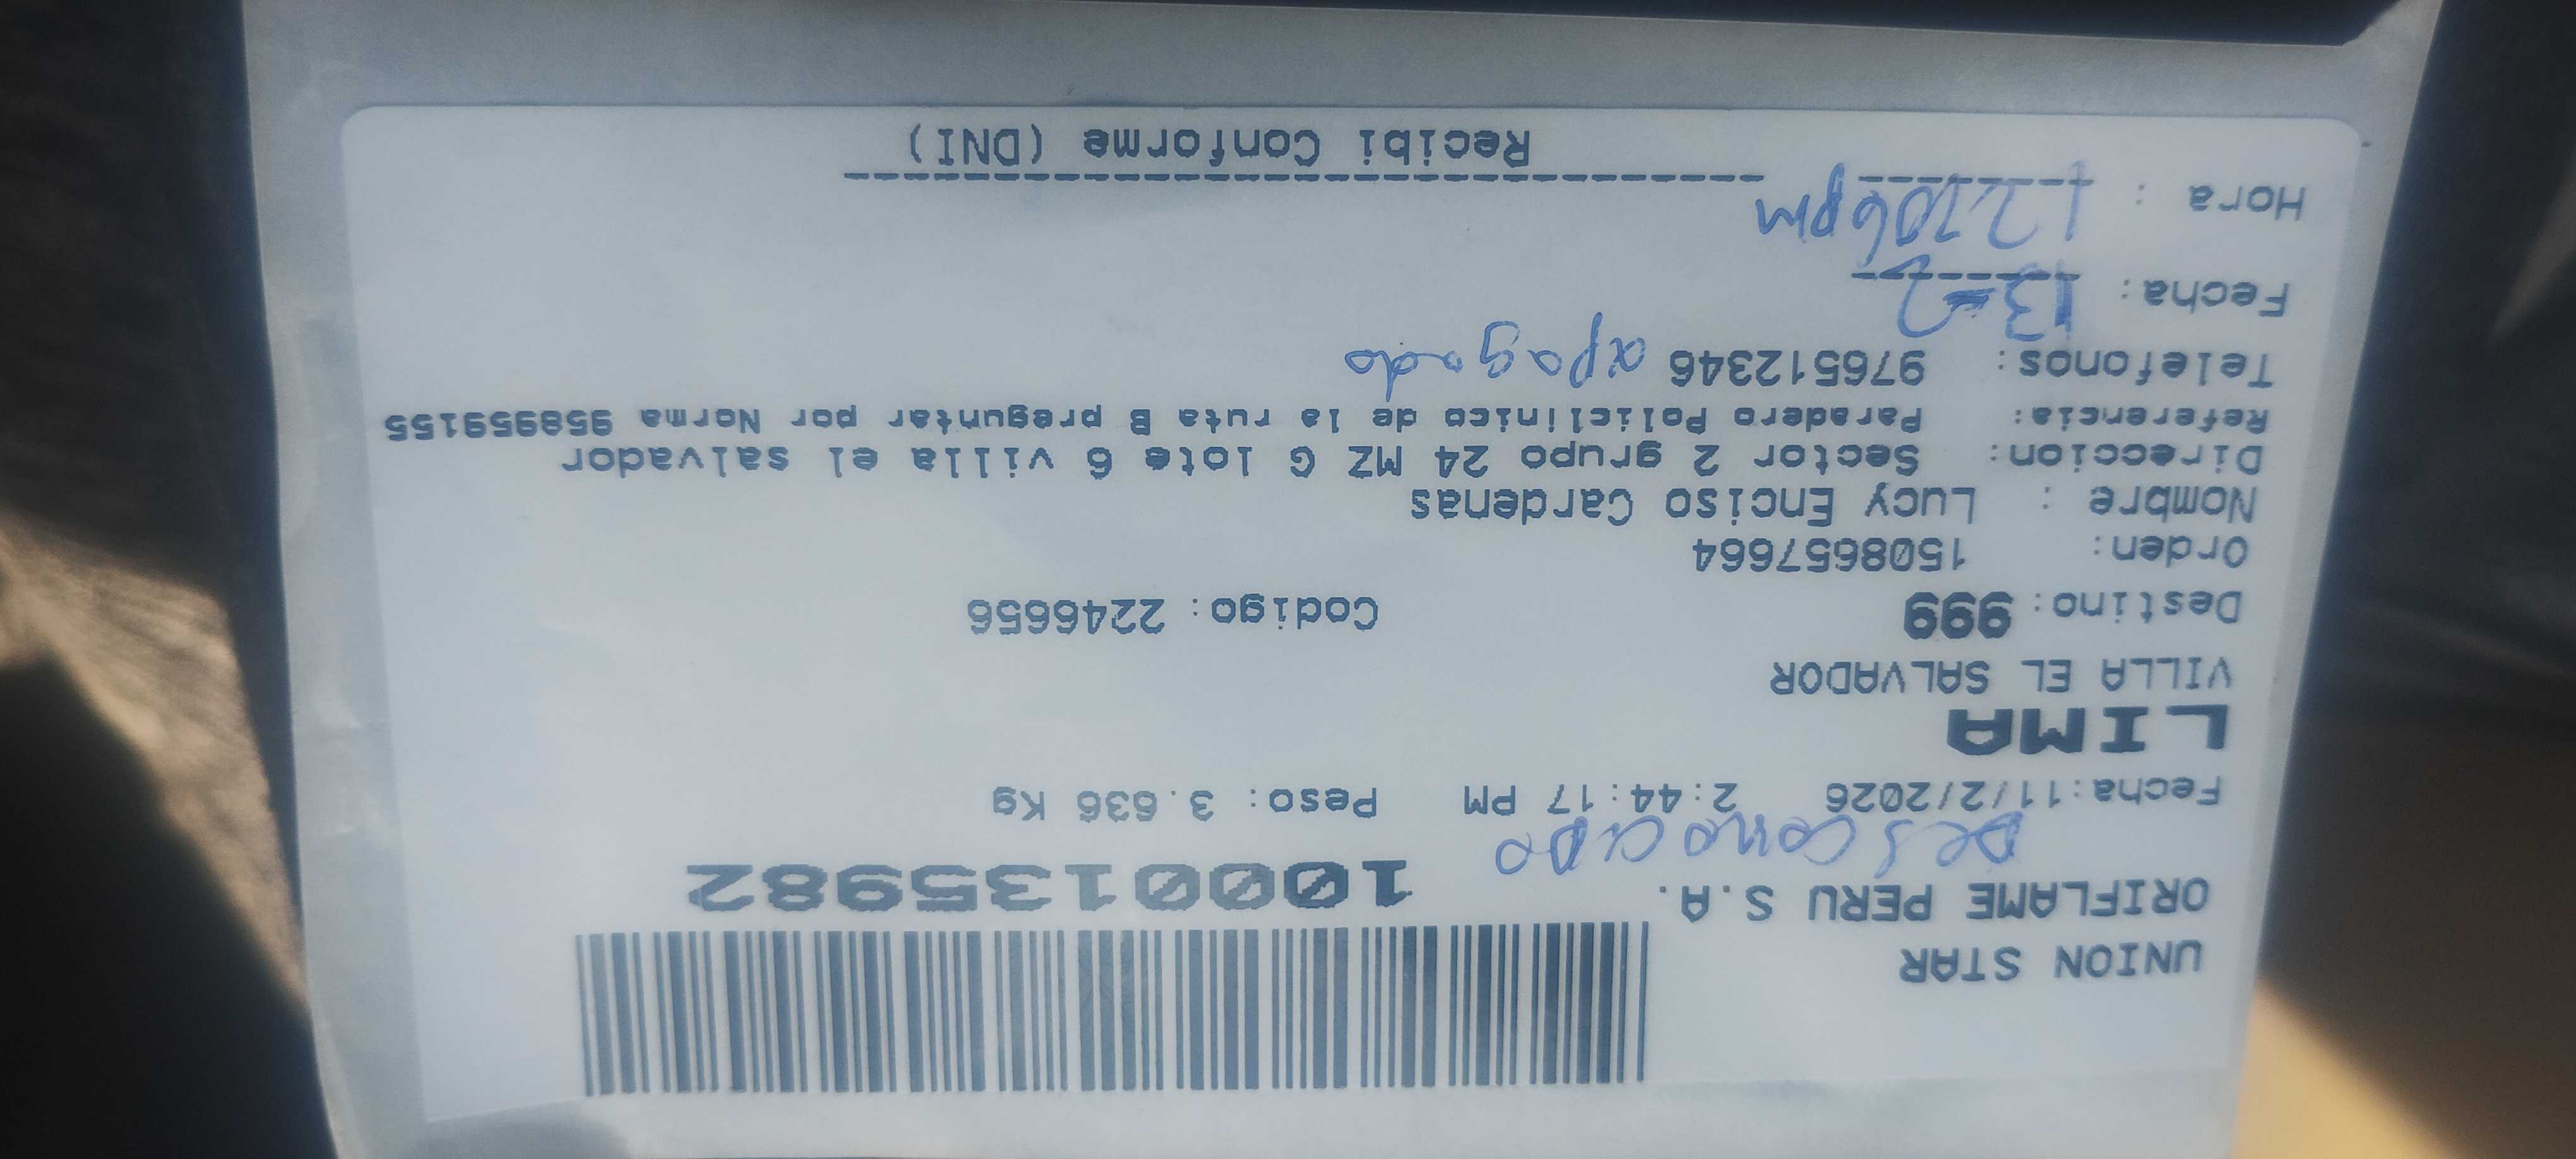 UNION STAR
ORIFLAME PERU S.A.
1000135982
Desconocido
Fecha:11/2/2026 2:44:17 PM Peso: 3.636 Kg
LIMA
VILLA EL SALVADOR
Destino: 999 Codigo: 2246656
Orden: 1508657664
Nombre : Lucy Enciso Cardenas
Direccion: Sector 2 grupo 24 MZ G lote 6 villa el salvador
Referencia: Paradero Policlinico de la ruta B preguntar por Norma 958959155
Telefonos: 976512346 apagado
Fecha: 13-2
Hora : pm
Recibi Conforme (DNI)